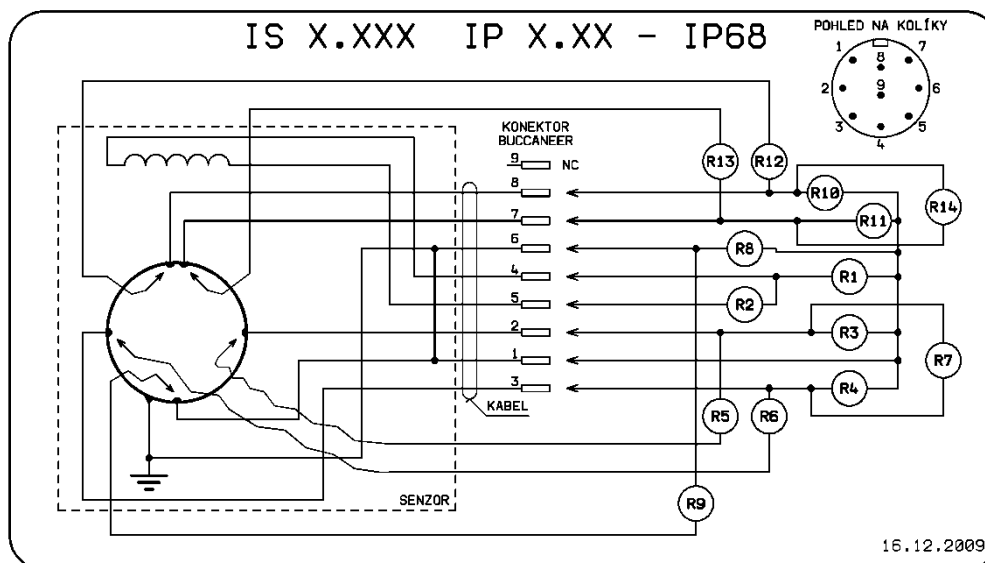 IS X.XXX IP X.XX - IP68
POHLED NA KOLÍKY
1
7
8
2
9
6
3
5
4
KONEKTOR
BUCCANEER
9 NC
R13
R12
8
R10
R14
7
R11
6
R8
4
R1
5
R2
2
R3
1
R7
3
R4
KABEL
R5
R6
SENZOR
R9
16.12.2009